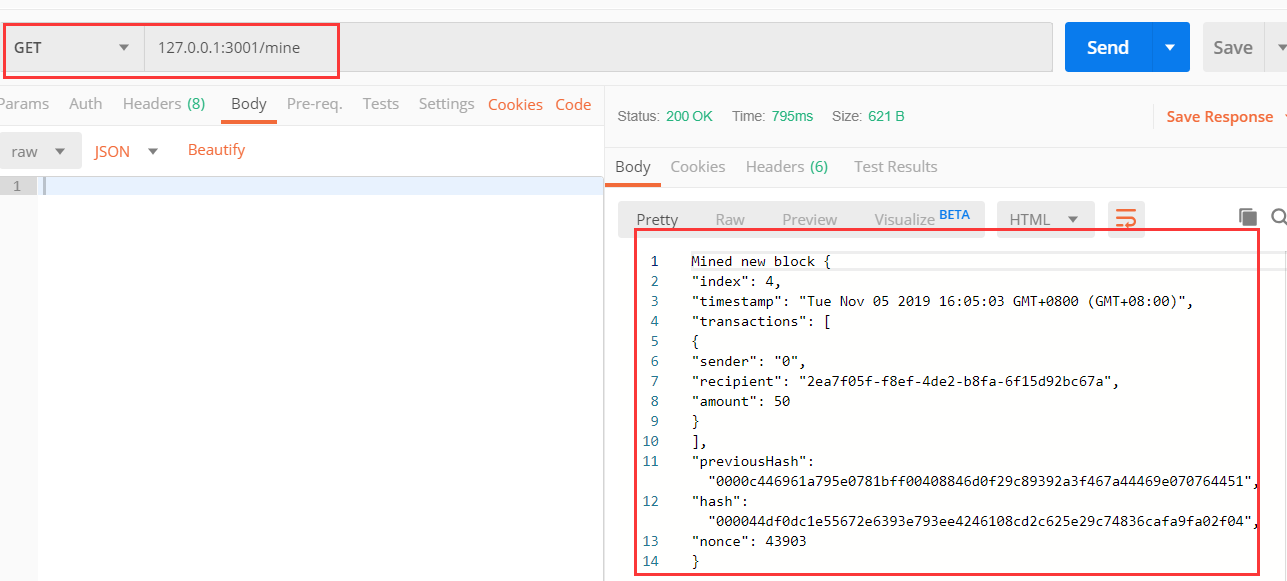 GET 127.0.0.1:3001/mine Send Save
Params Auth Headers (8) Body Pre-req. Tests Settings Cookies Code
raw JSON Beautify
1
Status: 200 OK Time: 795ms Size: 621 B Save Response
Body Cookies Headers (6) Test Results
Pretty Raw Preview Visualize BETA HTML
1 Mined new block {
2 "index": 4,
3 "timestamp": "Tue Nov 05 2019 16:05:03 GMT+0800 (GMT+08:00)",
4 "transactions": [
5 {
6 "sender": "0",
7 "recipient": "2ea7f05f-f8ef-4de2-b8fa-6f15d92bc67a",
8 "amount": 50
9 }
10 ],
11 "previousHash":
"0000c446961a795e0781bff00408846d0f29c89392a3f467a44469e070764451",
12 "hash":
"000044df0dc1e55672e6393e793ee4246108cd2c625e29c74836cafa9fa02f04",
13 "nonce": 43903
14 }